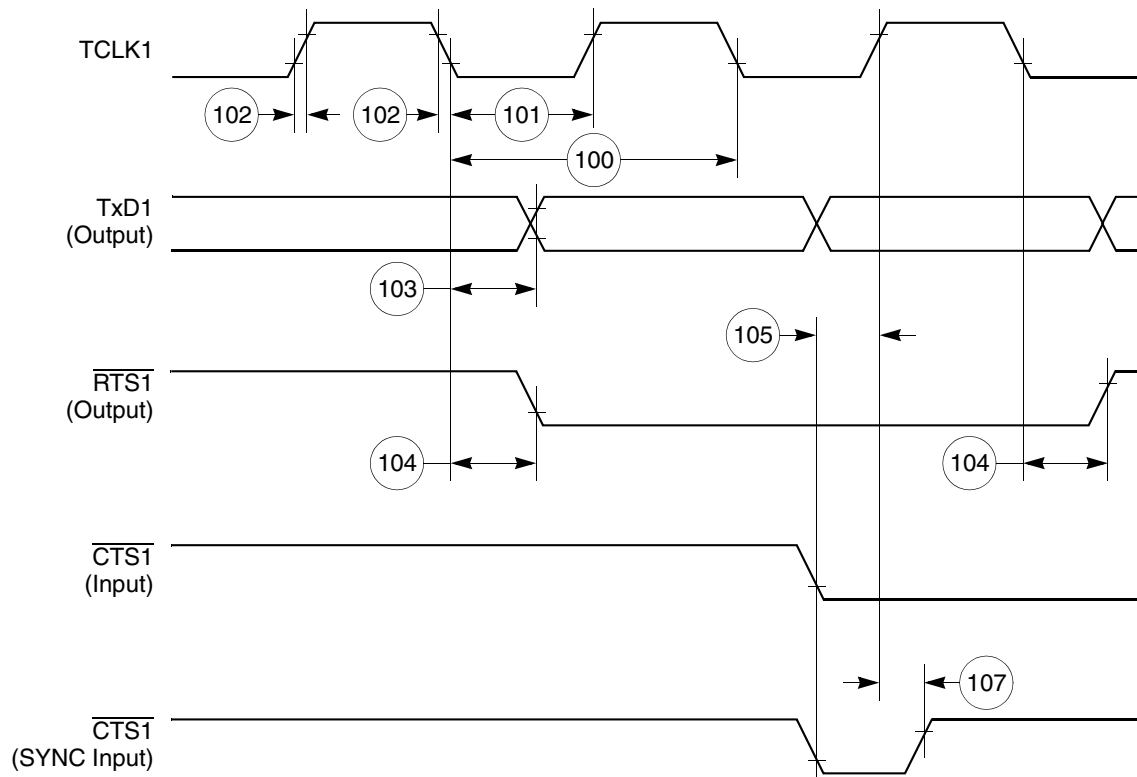 TCLK1
102
102
101
100
TxD1
(Output)
103
105
RTS1
(Output)
104
104
CTS1
(Input)
107
CTS1
(SYNC Input)